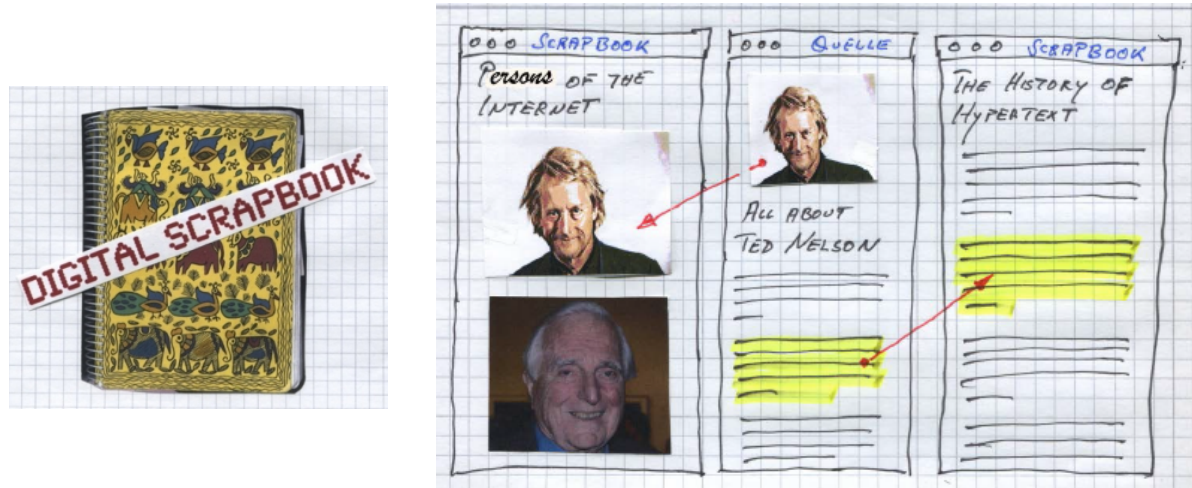 DIGITAL SCRAPBOOK
SCRAPBOOK
Persons OF THE
INTERNET
QUELLE
ALL ABOUT
TED NELSON
SCRAPBOOK
THE HISTORY OF
HYPERTEXT